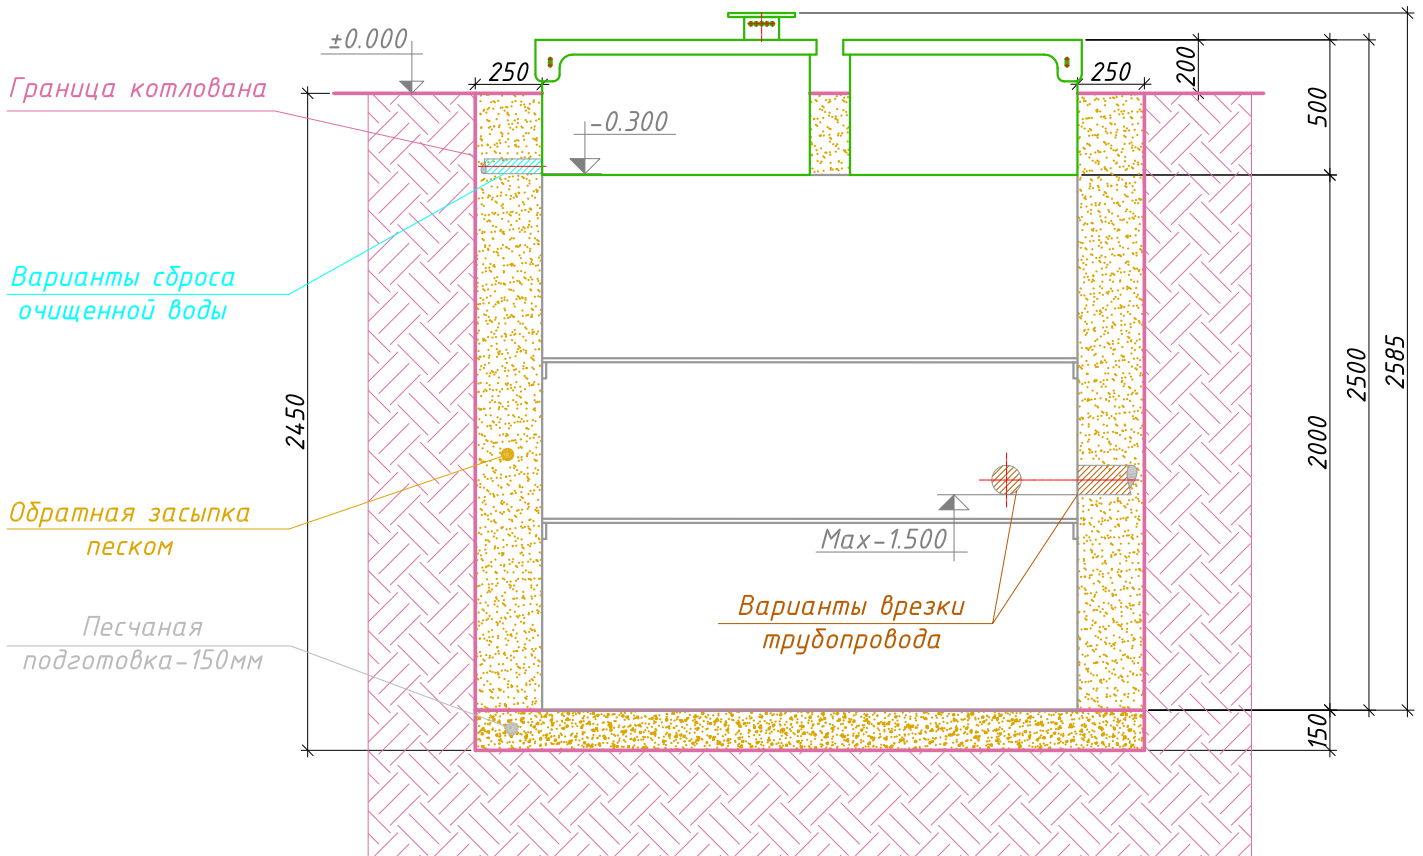 ±0.000
Граница котлована
250
250
200
500
-0.300
Варианты сброса
очищенной воды
2450
2000
2500
2585
Обратная засыпка
песком
Max-1.500
Варианты врезки
трубопровода
Песчаная
подготовка-150мм
150